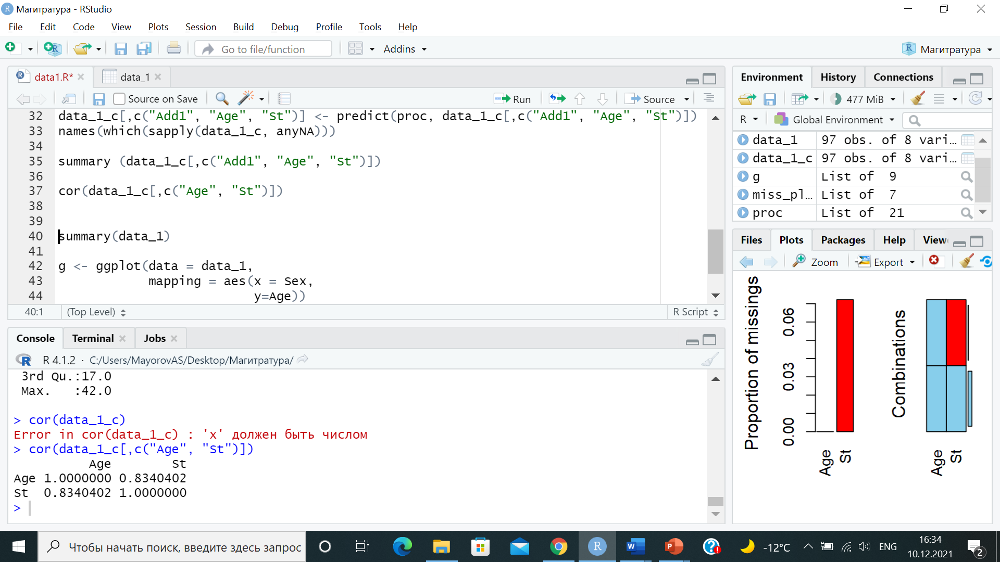 Магитратура - RStudio
File Edit Code View Plots Session Build Debug Profile Tools Help
Go to file/function Addins Магитратура
data1.R* data_1
Source on Save Run Source
32 data_1_c[,c("Add1", "Age", "St")] <- predict(proc, data_1_c[,c("Add1", "Age", "St")])
33 names(which(sapply(data_1_c, anyNA)))
34
35 summary (data_1_c[,c("Add1", "Age", "St")])
36
37 cor(data_1_c[,c("Age", "St")])
38
39
40 summary(data_1)
41
42 g <- ggplot(data = data_1,
43 mapping = aes(x = Sex,
44 y=Age))
40:1 (Top Level) R Script
Console Terminal Jobs
R 4.1.2 · C:/Users/MayorovAS/Desktop/Магитратура/
3rd Qu.:17.0
Max. :42.0
> cor(data_1_c)
Error in cor(data_1_c) : 'x' должен быть числом
> cor(data_1_c[,c("Age", "St")])
Age St
Age 1.0000000 0.8340402
St 0.8340402 1.0000000
>
Environment History Connections
477 MiB
R Global Environment
data_1 97 obs. of 8 vari…
data_1_c 97 obs. of 8 vari…
g List of 9
miss_pl… List of 7
proc List of 21
Files Plots Packages Help Viewe
Zoom Export
Proportion of missings
0.06
0.03
0.00
Age
St
Combinations
Age
St
Чтобы начать поиск, введите здесь запрос
-12°C ENG
16:34
10.12.2021
2